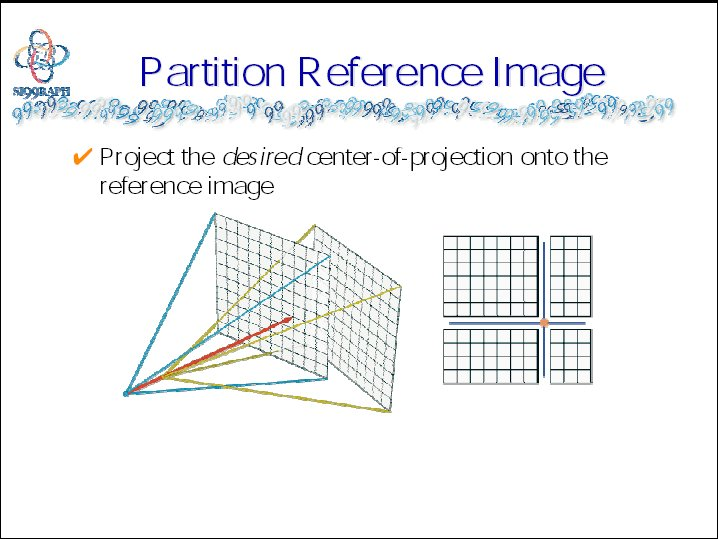 SIGGRAPH
Partition Reference Image
✔ Project the desired center-of-projection onto the
reference image